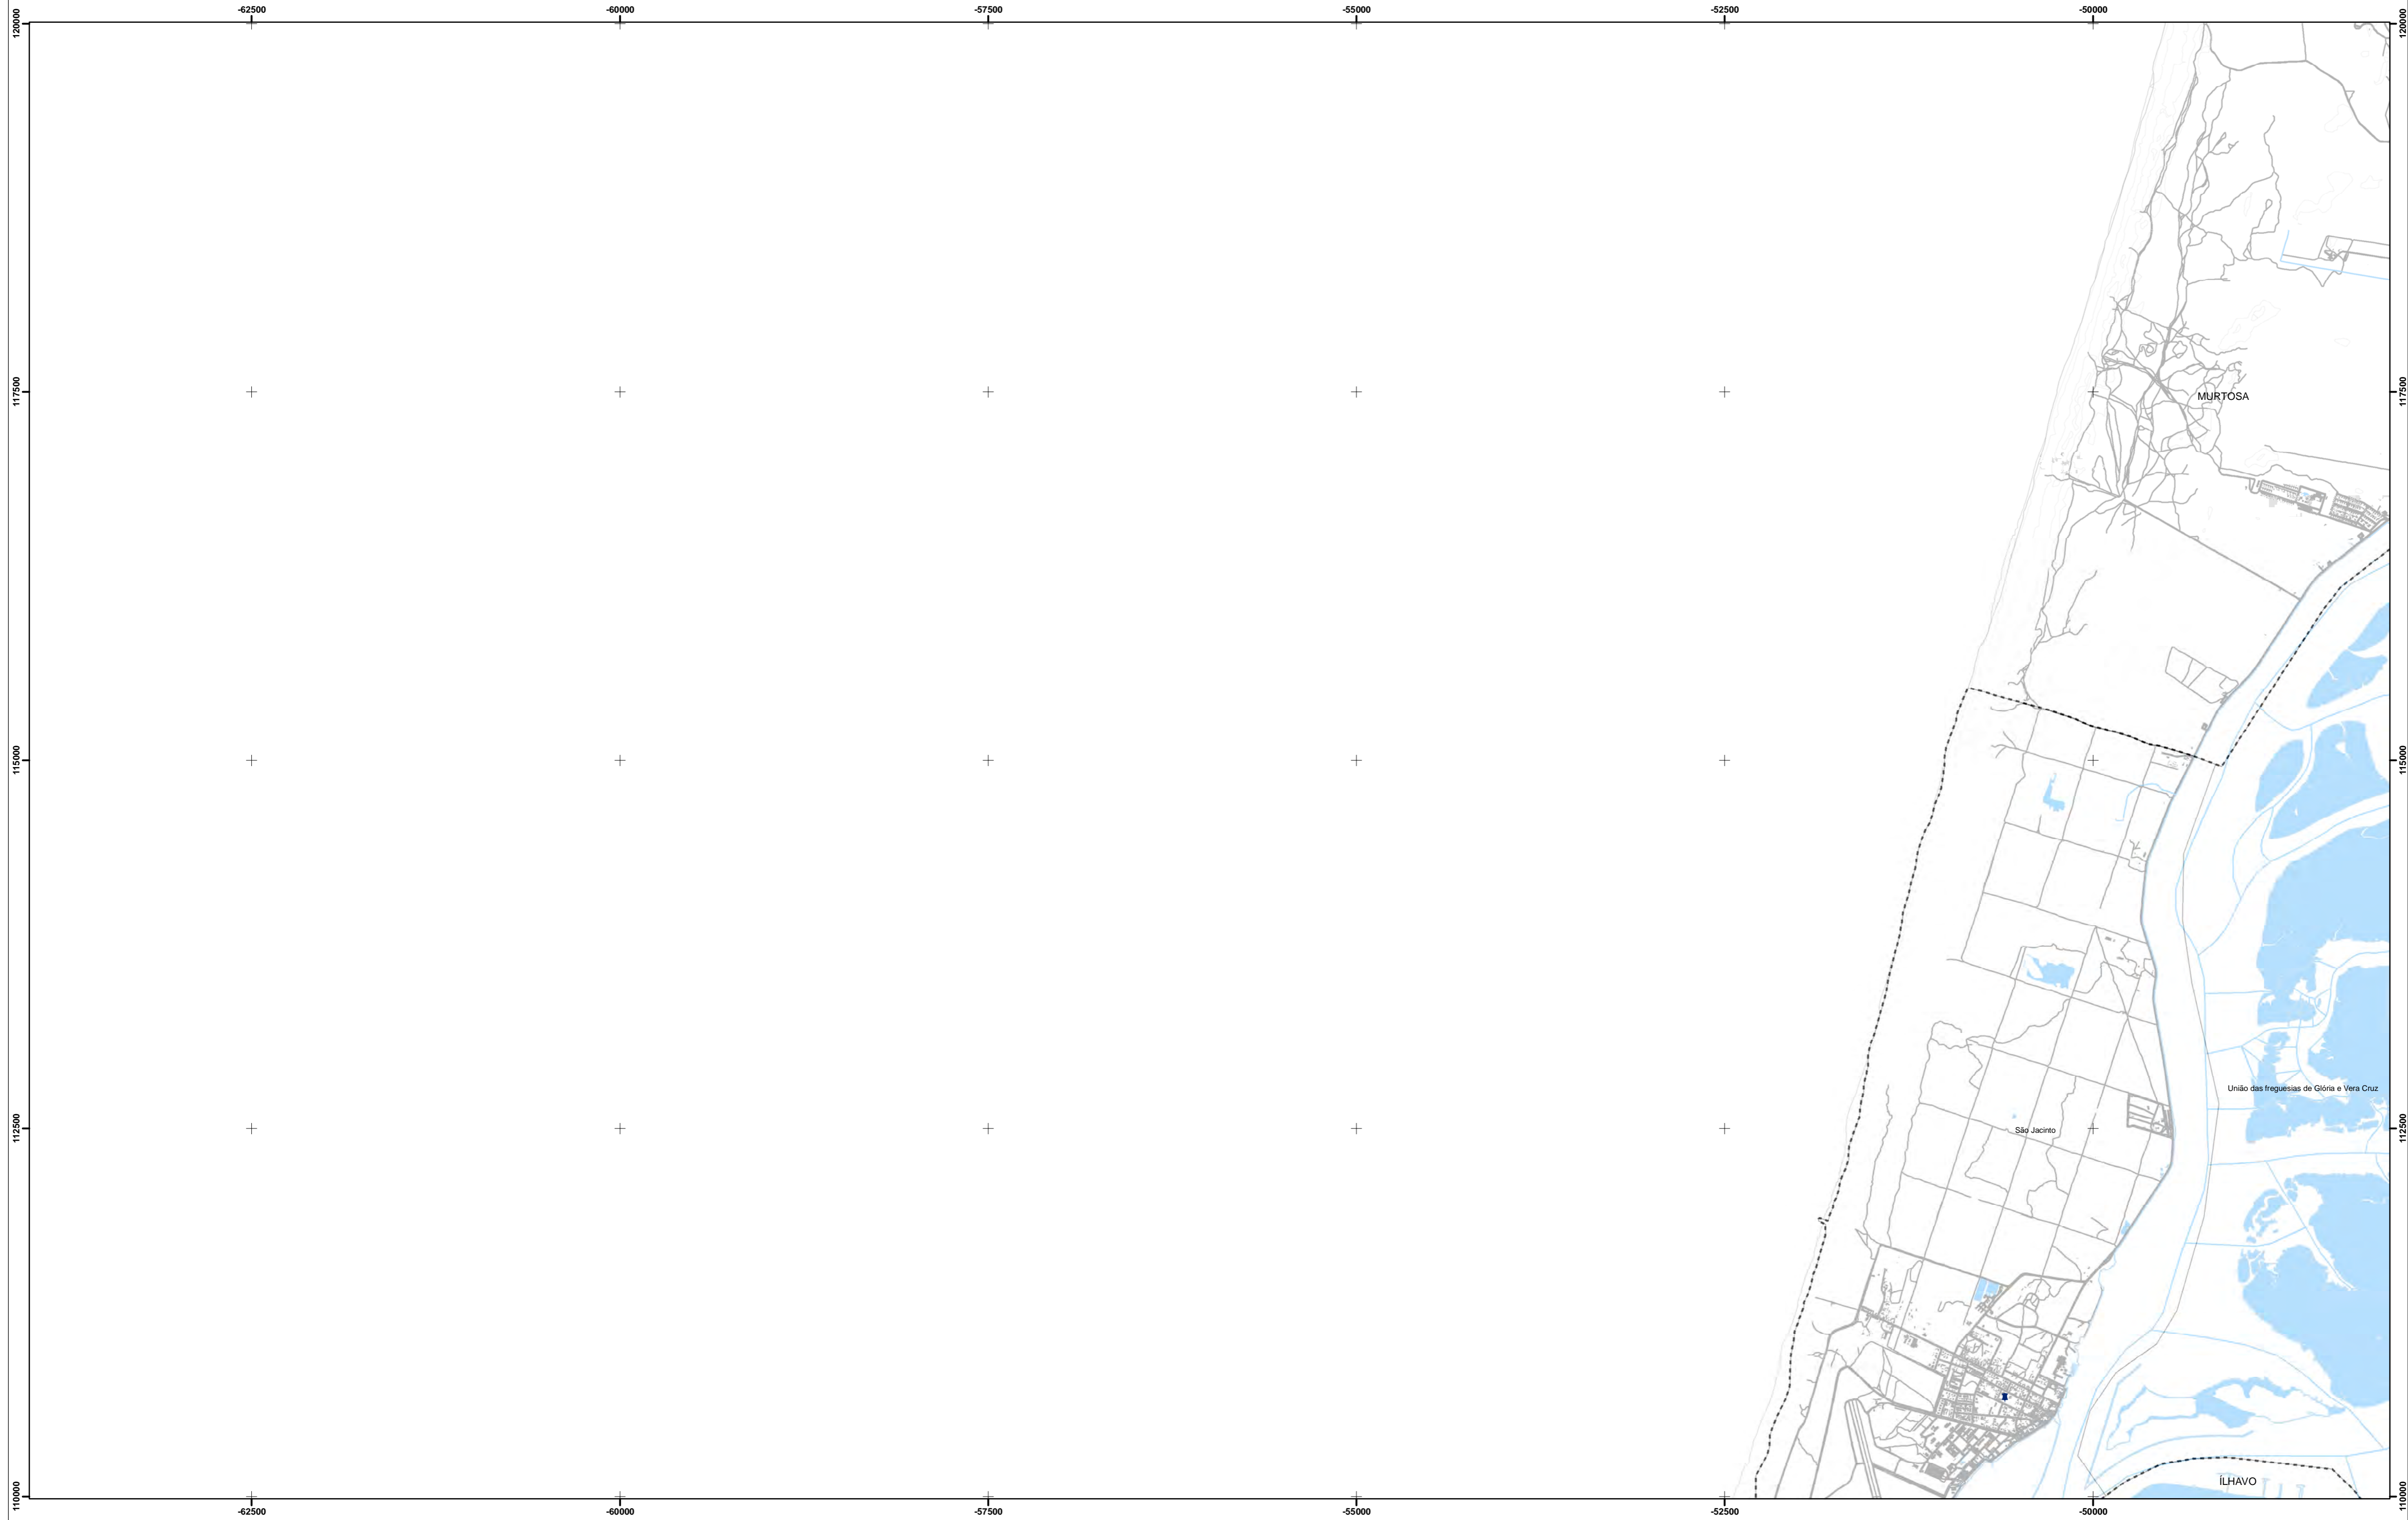 -62500 -60000 -57500 -55000 -52500 -50000
120000 120000
117500 117500
MURTOSA
115000 115000
União das freguesias de Glória e Vera Cruz
112500 112500
São Jacinto
ÍLHAVO
110000 110000
-62500 -60000 -57500 -55000 -52500 -50000